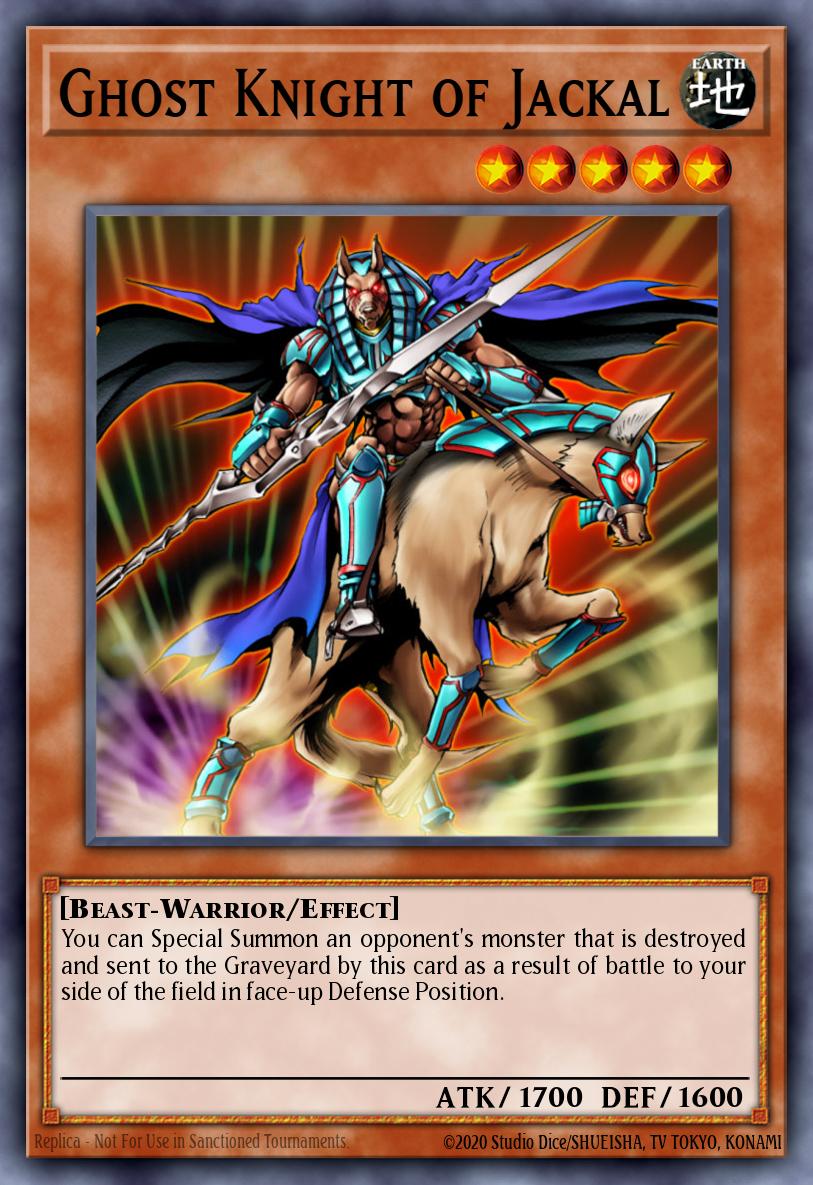 Ghost Knight of Jackal
EARTH
地
[Beast-Warrior/Effect]
You can Special Summon an opponent's monster that is destroyed
and sent to the Graveyard by this card as a result of battle to your
side of the field in face-up Defense Position.
ATK/ 1700 DEF/ 1600
Replica - Not For Use in Sanctioned Tournaments.
©2020 Studio Dice/SHUEISHA, TV TOKYO, KONAMI